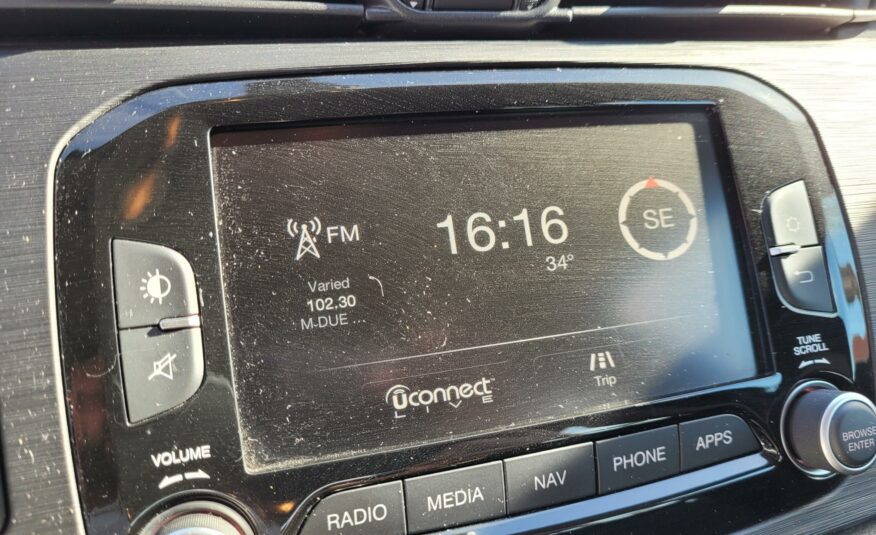 FM
16:16
34°
SE
Varied
102.30
M-DUE ...
Uconnect
LIVE
Trip
TUNE
SCROLL
VOLUME
BROWSE
ENTER
RADIO
MEDIA
NAV
PHONE
APPS